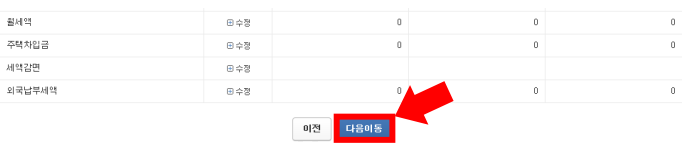 월세액 수정 0 0 0
주택차입금 수정 0 0 0
세액감면 수정
외국납부세액 수정 0 0 0
이전 다음이동